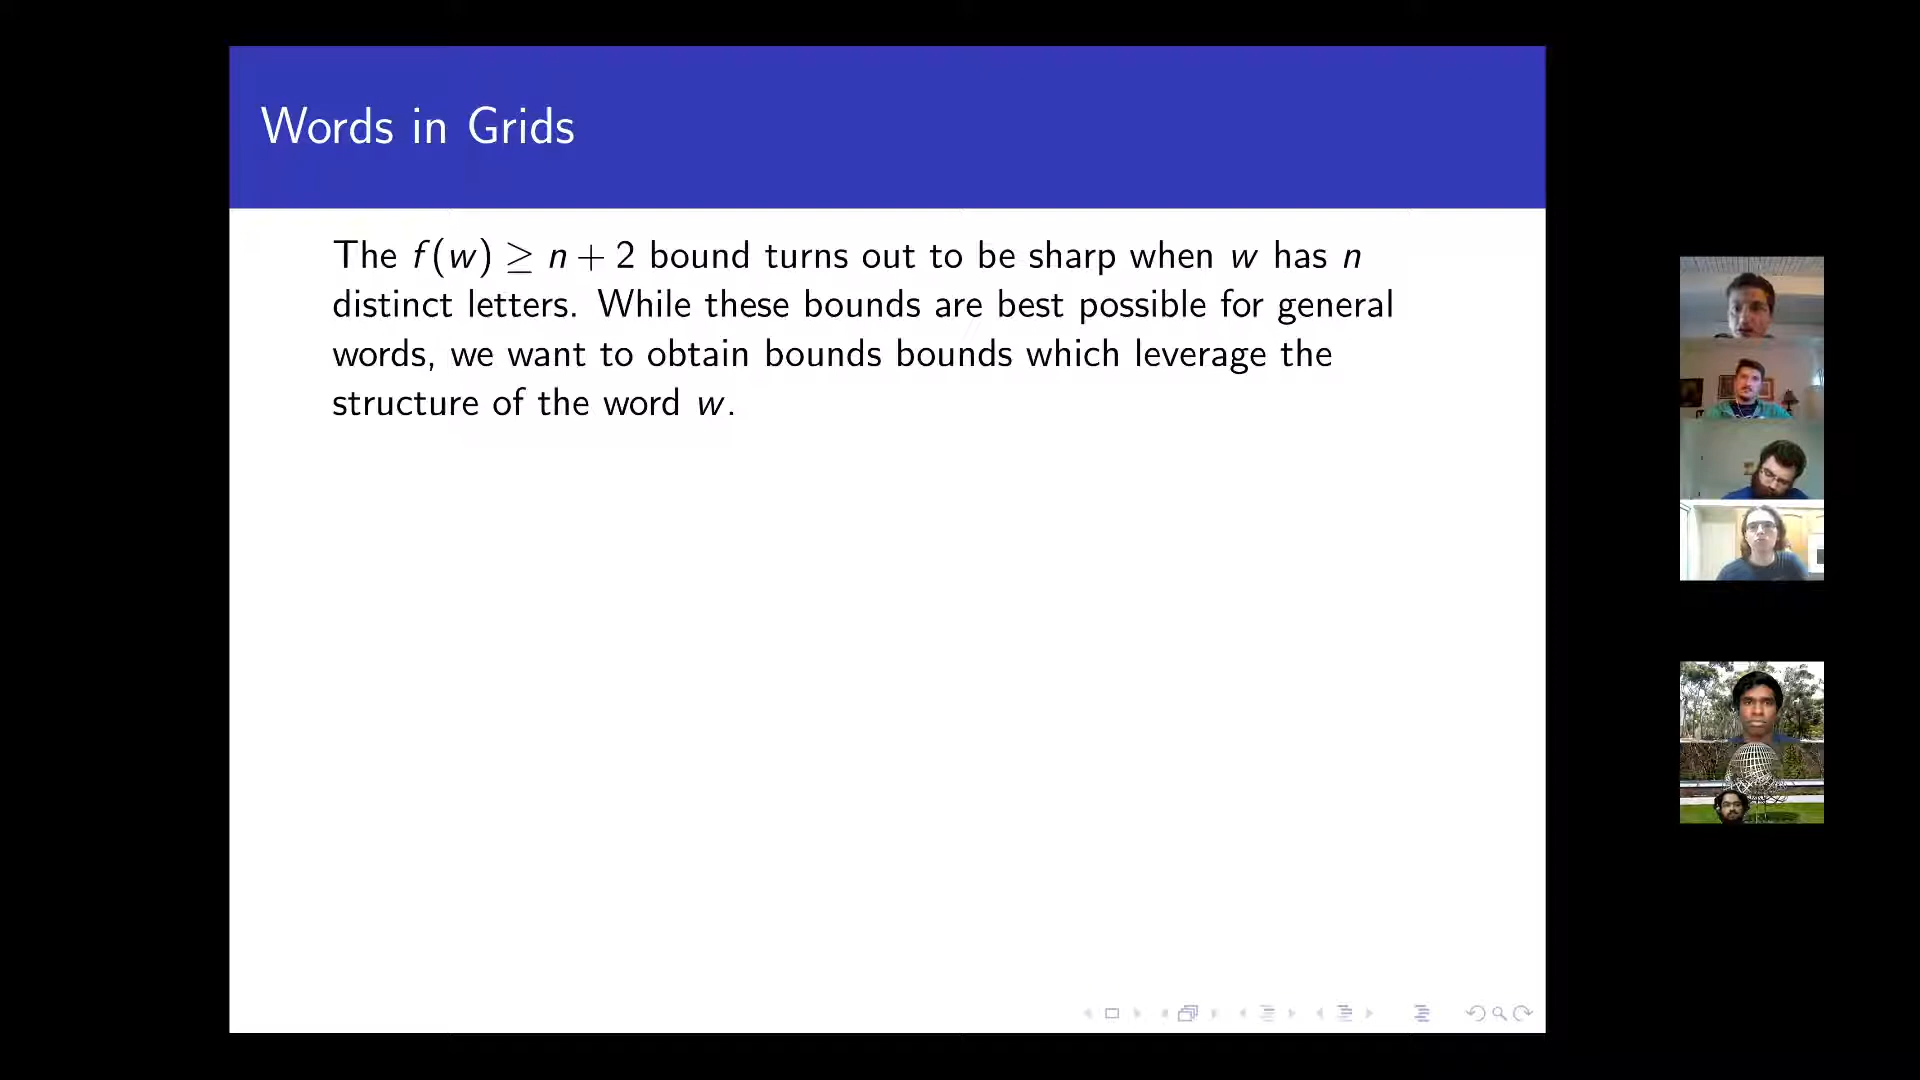 Words in Grids
The f(w) ≥ n + 2 bound turns out to be sharp when w has n
distinct letters. While these bounds are best possible for general
words, we want to obtain bounds bounds which leverage the
structure of the word w.